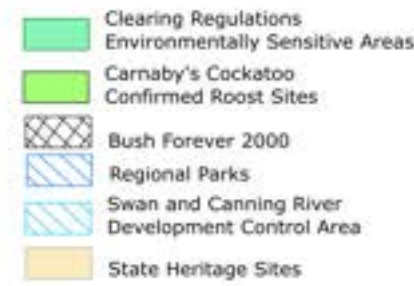 Clearing Regulations
Environmentally Sensitive Areas
Carnaby's Cockatoo
Confirmed Roost Sites
Bush Forever 2000
Regional Parks
Swan and Canning River
Development Control Area
State Heritage Sites